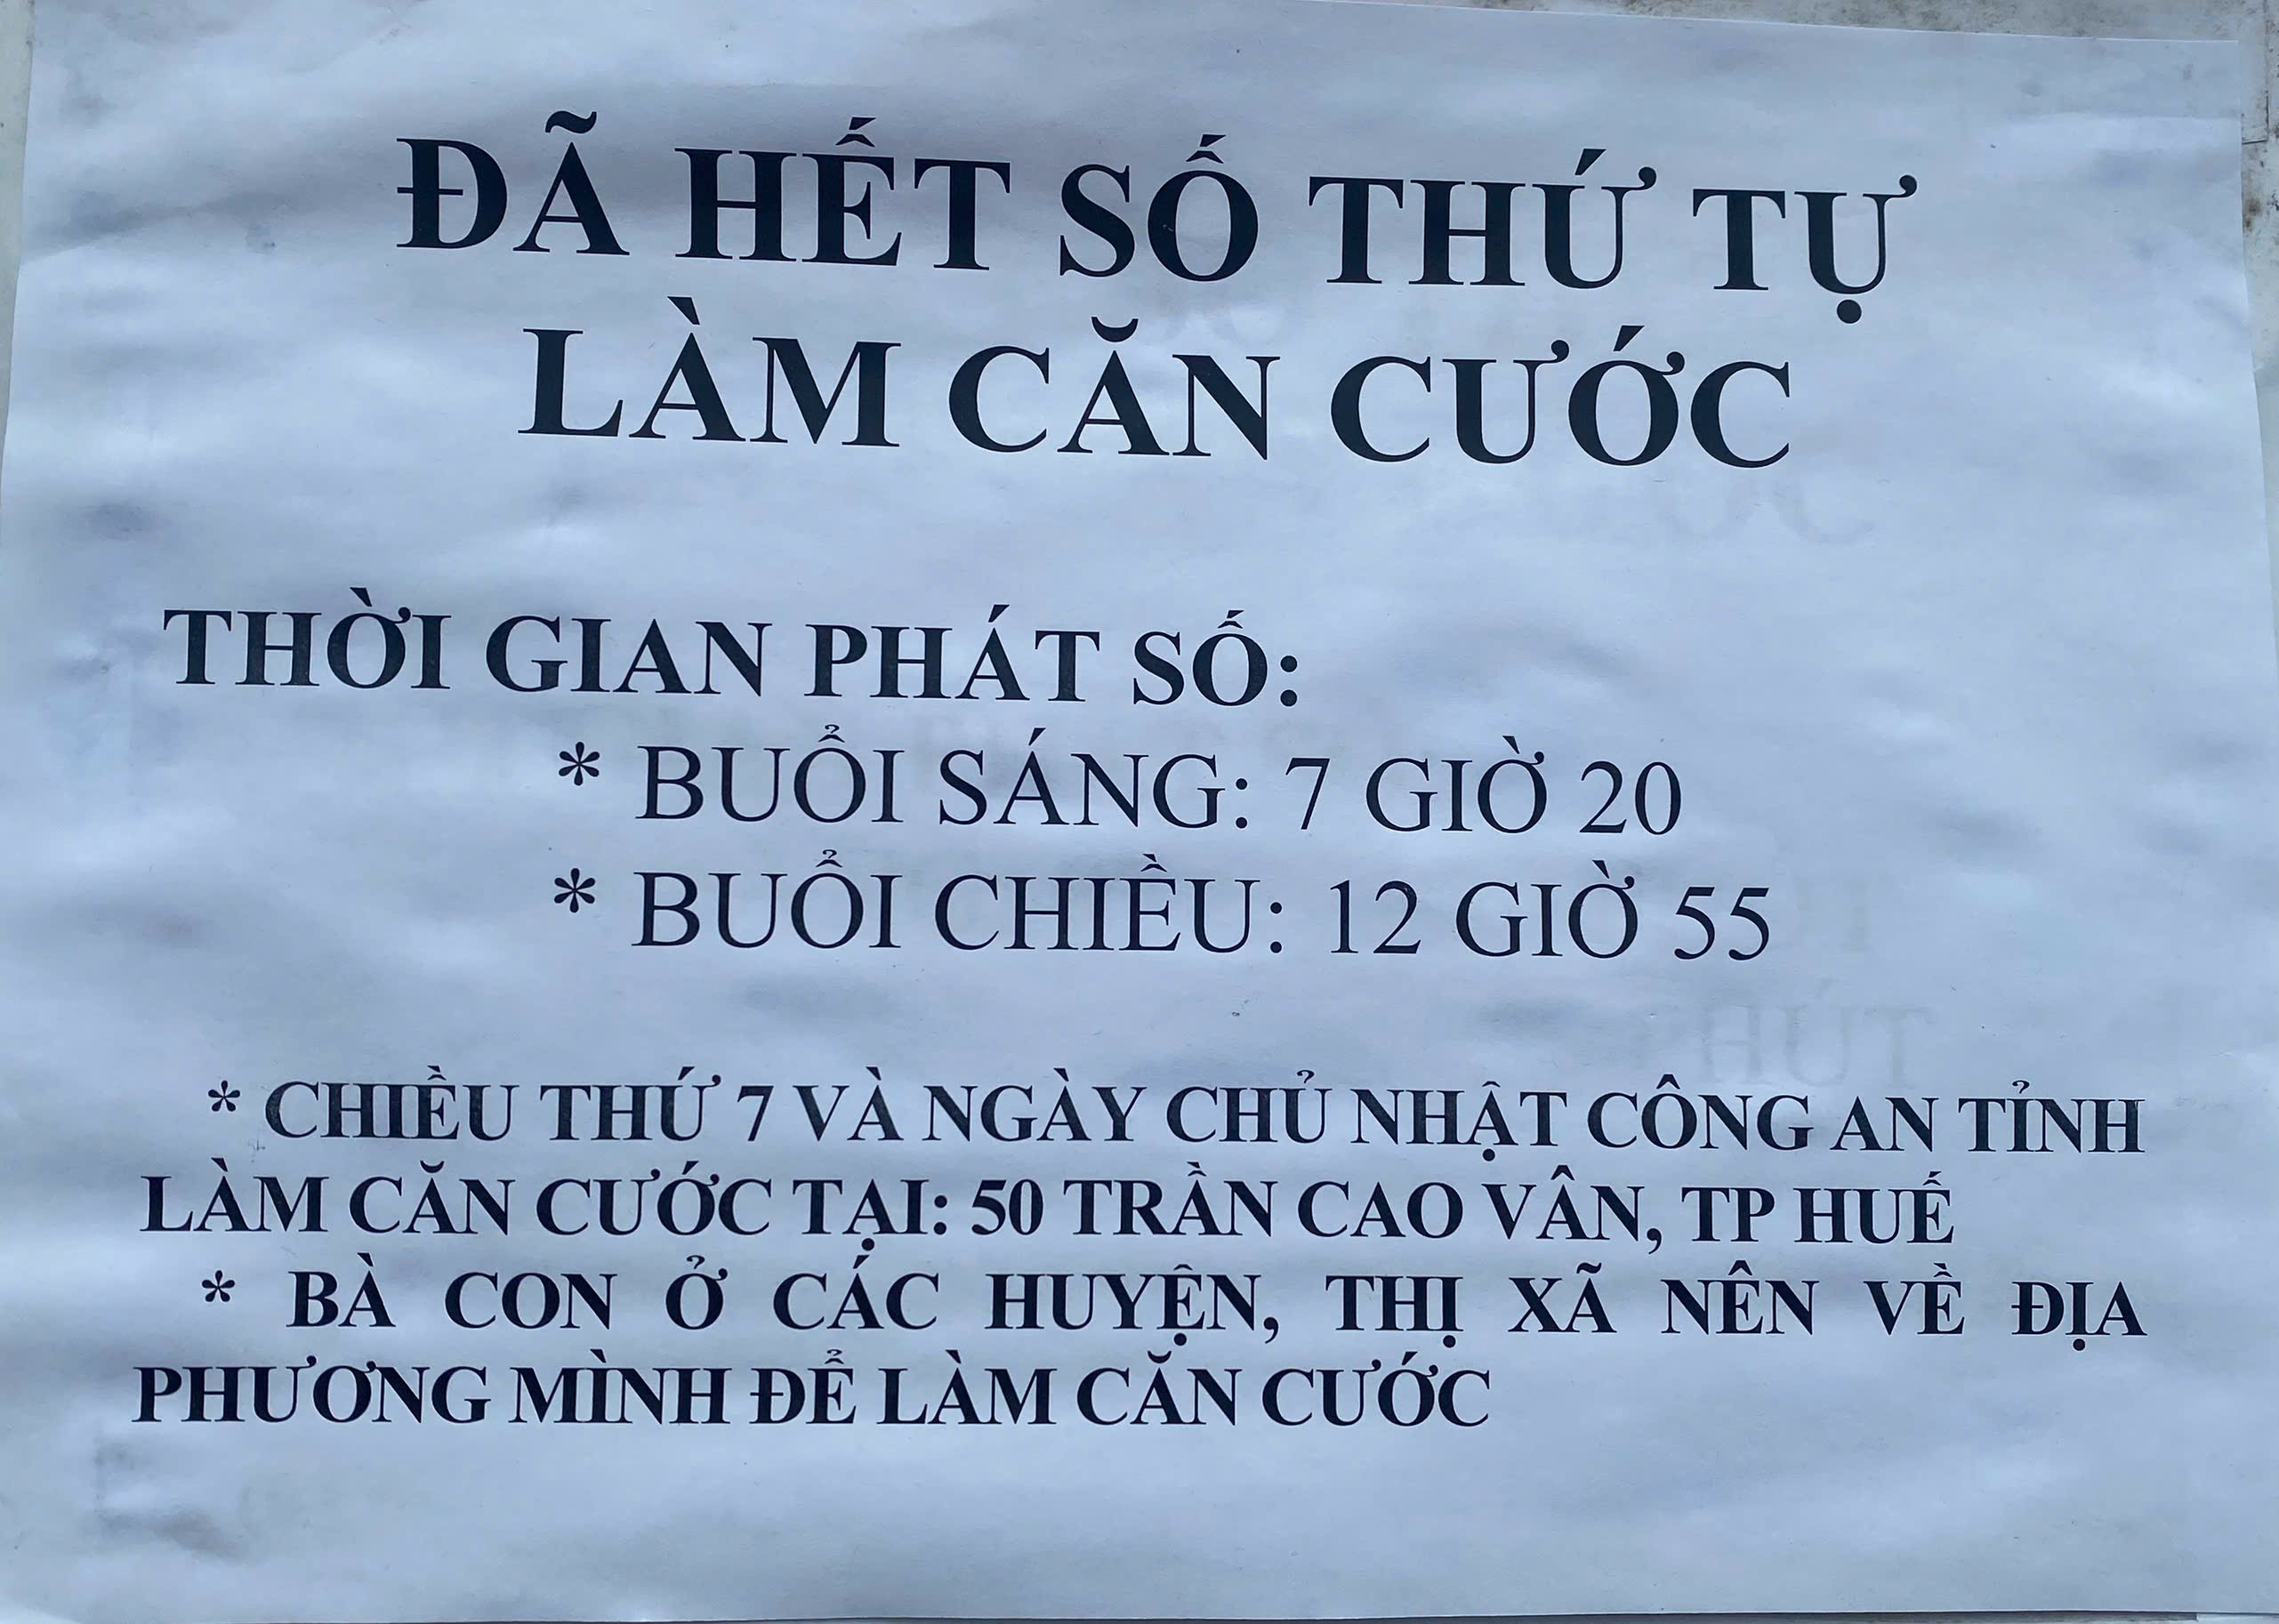 ĐÃ HẾT SỐ THỨ TỰ
LÀM CĂN CƯỚC
THỜI GIAN PHÁT SỐ:
* BUỔI SÁNG: 7 GIỜ 20
* BUỔI CHIỀU: 12 GIỜ 55
* CHIỀU THỨ 7 VÀ NGÀY CHỦ NHẬT CÔNG AN TỈNH
LÀM CĂN CƯỚC TẠI: 50 TRẦN CAO VÂN, TP HUẾ
* BÀ CON Ở CÁC HUYỆN, THỊ XÃ NÊN VỀ ĐỊA
PHƯƠNG MÌNH ĐỂ LÀM CĂN CƯỚC